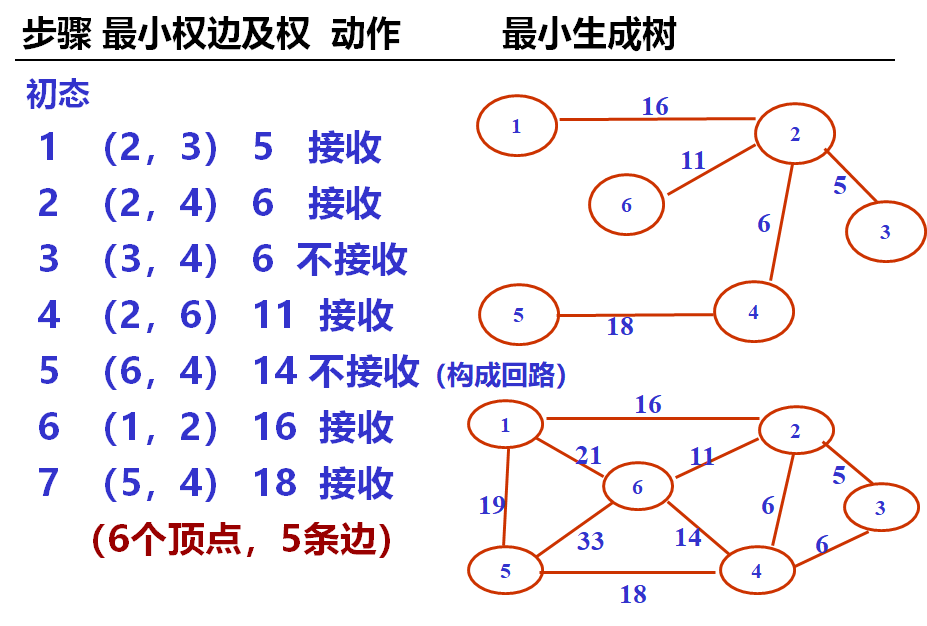 步骤 最小权边及权 动作 最小生成树
初态
1 (2，3) 5 接收
2 (2，4) 6 接收
3 (3，4) 6 不接收
4 (2，6) 11 接收
5 (6，4) 14 不接收（构成回路）
6 (1，2) 16 接收
7 (5，4) 18 接收
(6个顶点，5条边)
16
1
2
11
5
6
6
3
5
18
4
16
1
2
21
11
5
6
19
6
3
33
14
6
5
4
18